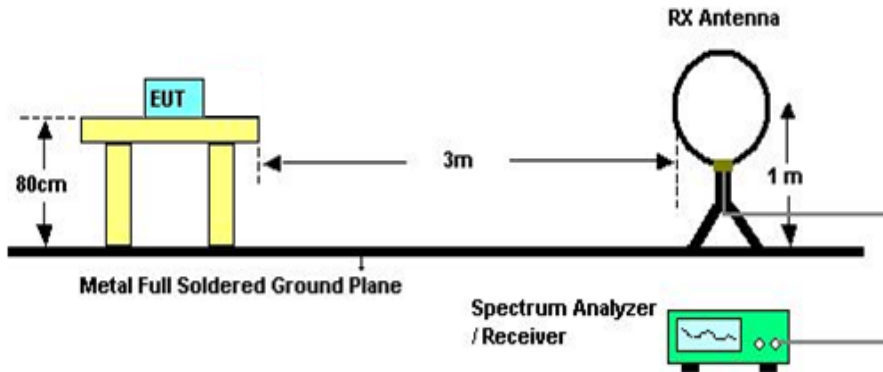 RX Antenna
EUT
3m
80cm
1 m
Metal Full Soldered Ground Plane
Spectrum Analyzer
/ Receiver